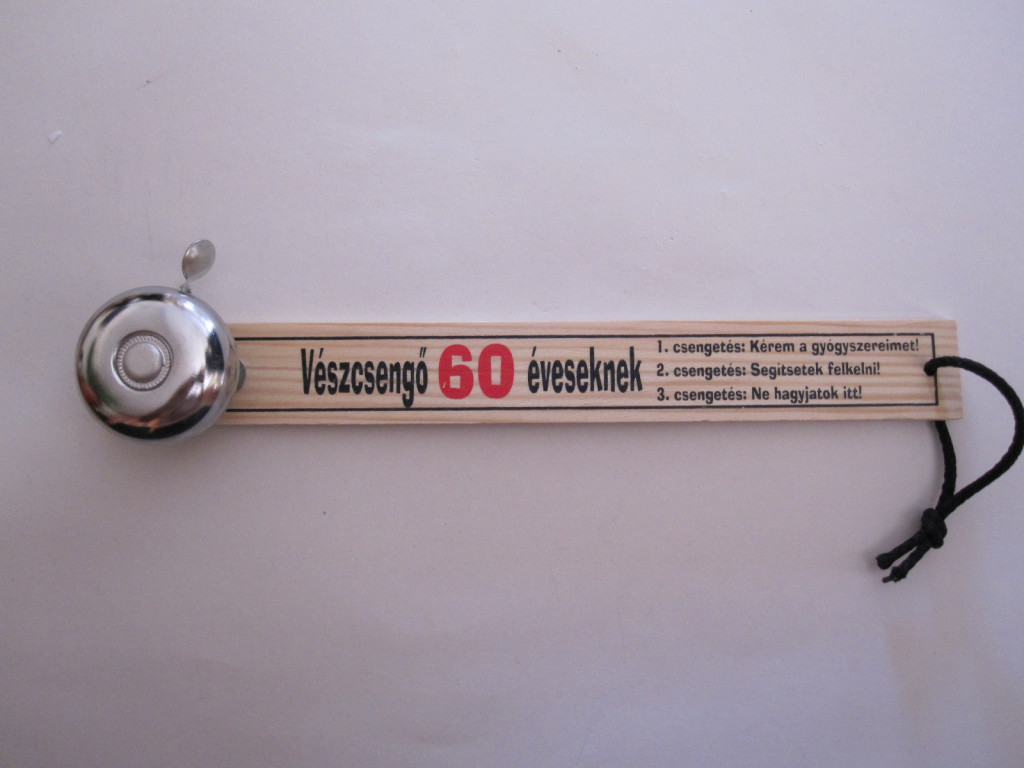 Vészcsengő 60 éveseknek
1. csengetés: Kérem a gyógyszereimet!
2. csengetés: Segítsetek felkelni!
3. csengetés: Ne hagyjatok itt!